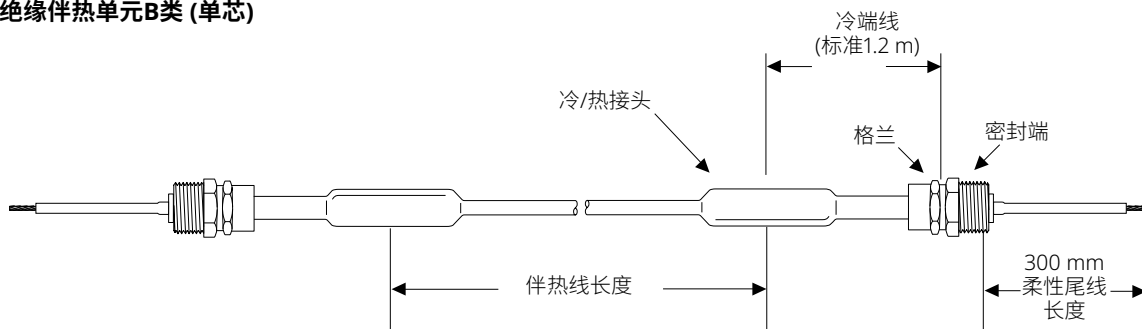 绝缘伴热单元B类 (单芯)
冷端线
(标准1.2 m)
冷/热接头
格兰
密封端
伴热线长度
300 mm
柔性尾线
长度